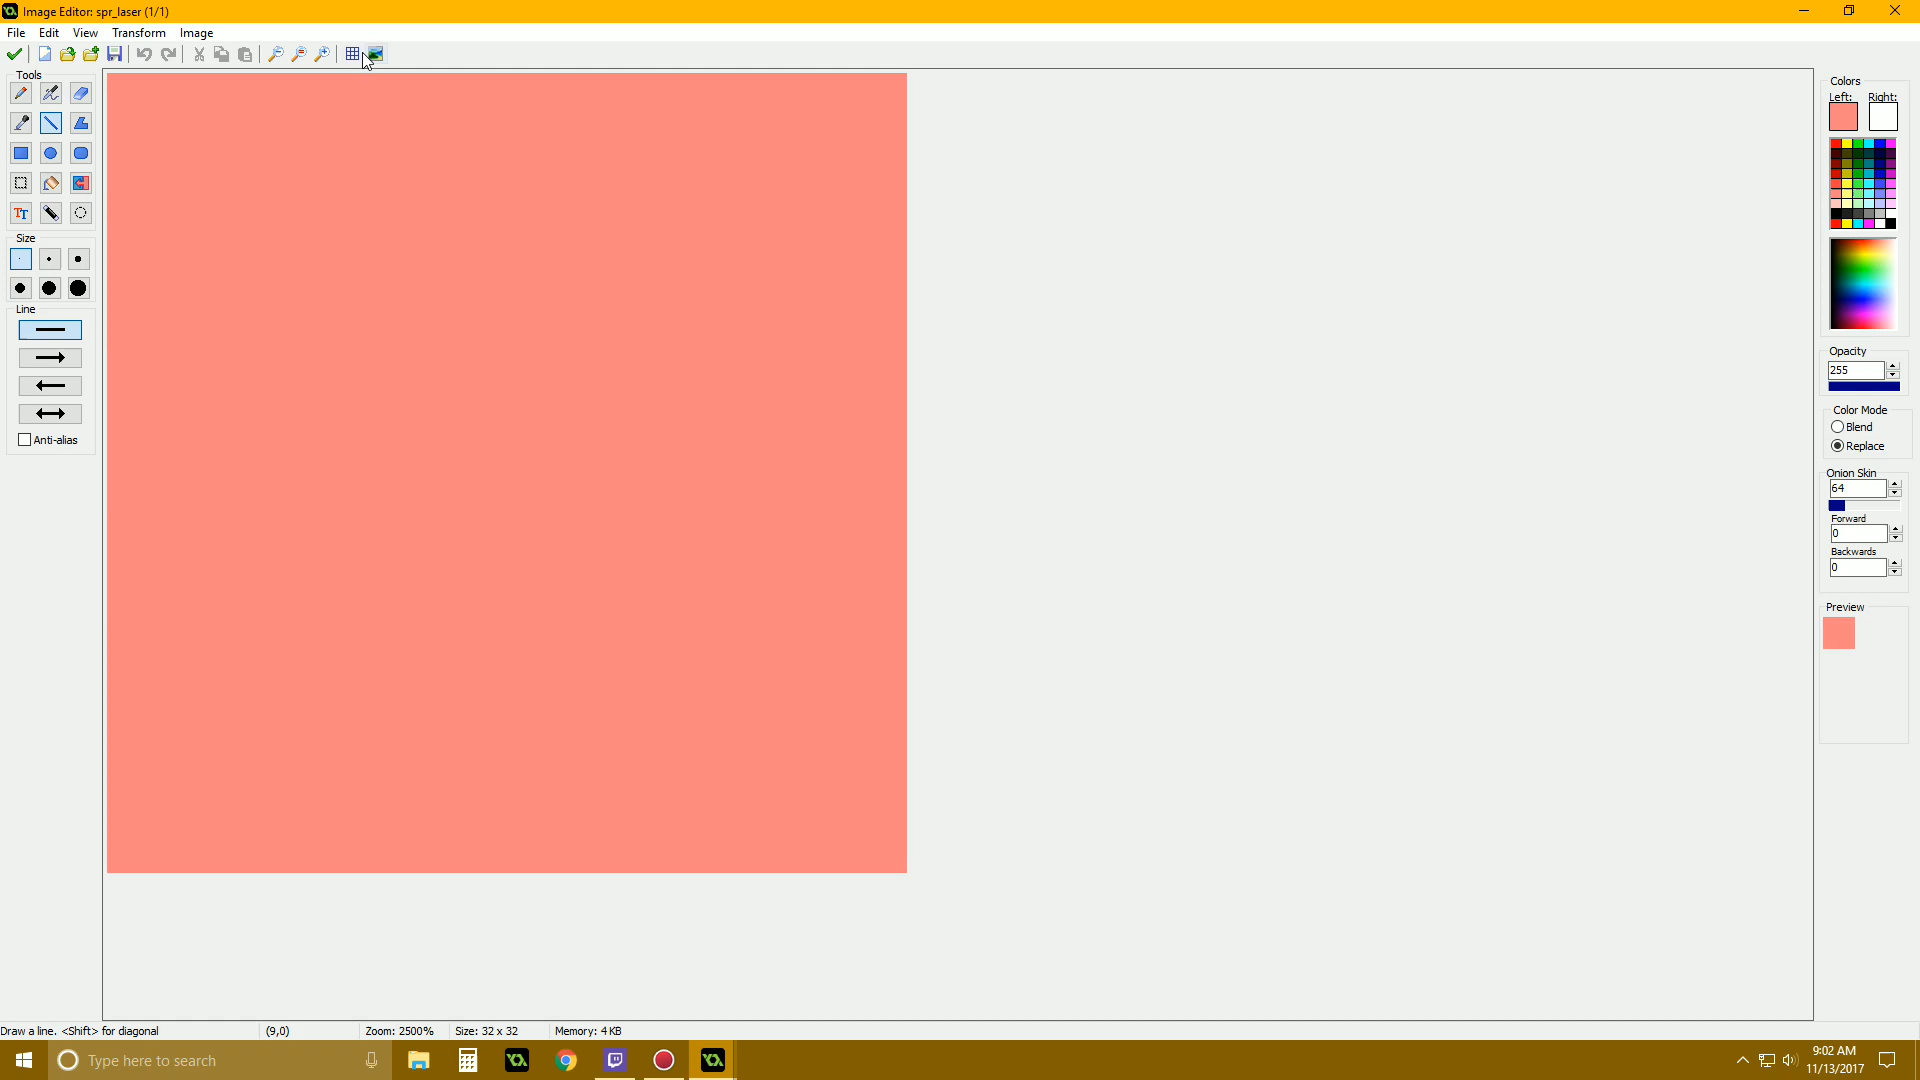 Image Editor: spr_laser (1/1)
File Edit View Transform Image
Tools
TT
Size
Line
Anti-alias
Colors
Left: Right:
Opacity
255
Color Mode
Blend
Replace
Onion Skin
64
Forward
0
Backwards
0
Preview
Draw a line. <Shift> for diagonal (9,0) Zoom: 2500% Size: 32 x 32 Memory: 4 KB
Type here to search
9:02 AM
11/13/2017